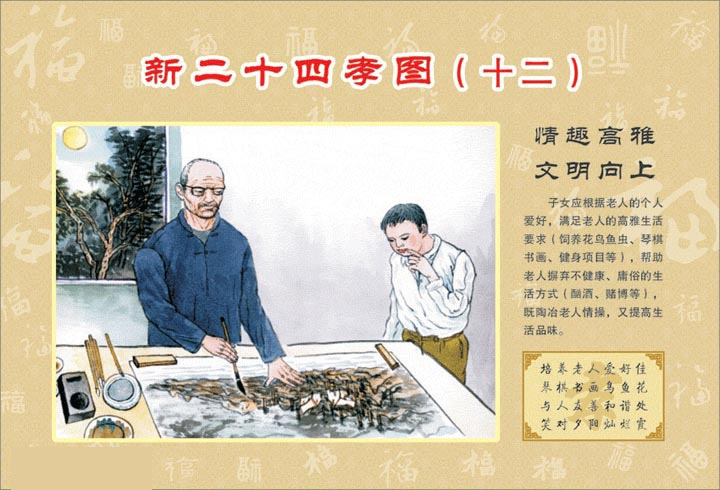 新二十四孝图（十二）
情趣高雅
文明向上
子女应根据老人的个人
爱好，满足老人的高雅生活
要求（饲养花鸟鱼虫、琴棋
书画、健身项目等），帮助
老人摒弃不健康、庸俗的生
活方式（酗酒、赌博等），
既陶冶老人情操，又提高生
活品味。
培养老人爱好佳
琴棋书画鸟鱼花
与人友善和谐处
笑对夕阳灿烂霞